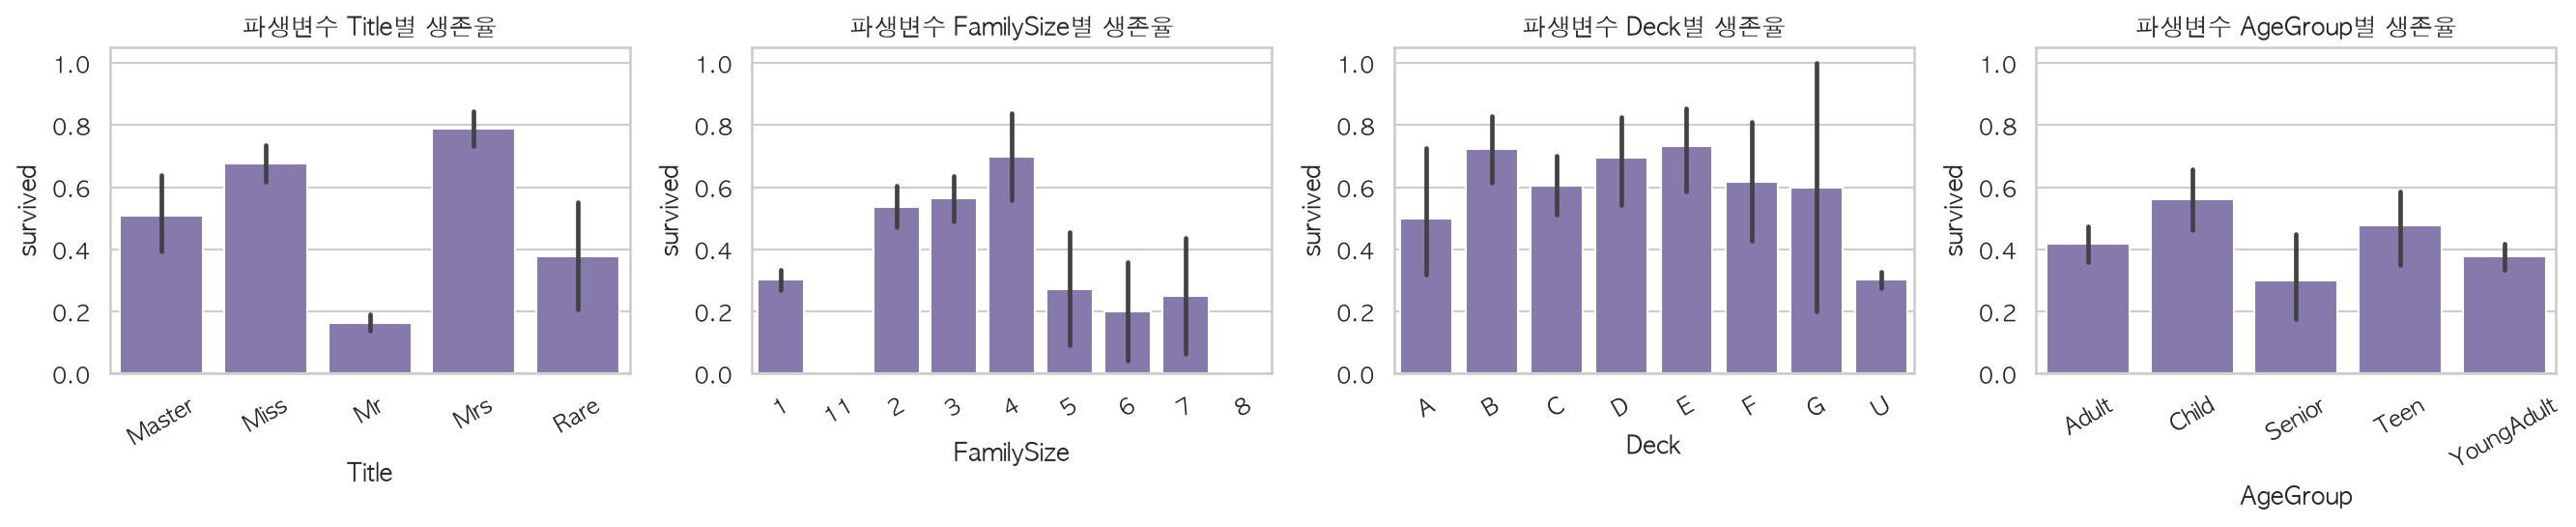 파생변수 Title별 생존율
1.0
0.8
0.6
0.4
0.2
0.0
survived
Master Miss Mr Mrs Rare
Title
파생변수 FamilySize별 생존율
1.0
0.8
0.6
0.4
0.2
0.0
survived
1 11 2 3 4 5 6 7 8
FamilySize
파생변수 Deck별 생존율
1.0
0.8
0.6
0.4
0.2
0.0
survived
A B C D E F G U
Deck
파생변수 AgeGroup별 생존율
1.0
0.8
0.6
0.4
0.2
0.0
survived
Adult Child Senior Teen YoungAdult
AgeGroup